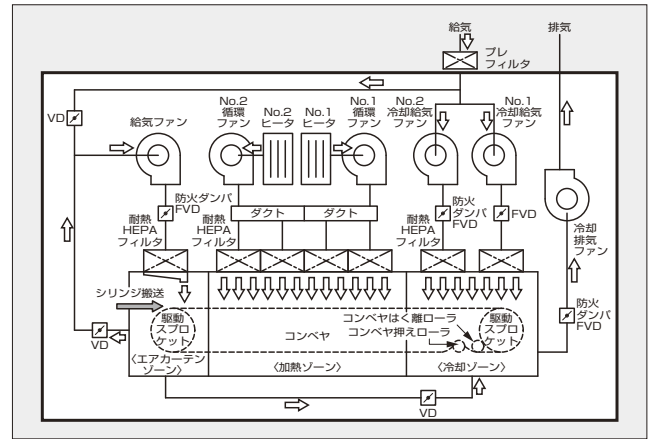 給気
排気
プレ
フィルタ
VD
給気ファン
No.2
循環
ファン
No.2
ヒータ
No.1
ヒータ
No.1
循環
ファン
No.2
冷却給気
ファン
No.1
冷却給気
ファン
防火ダンパ
FVD
耐熱
HEPA
フィルタ
耐熱
HEPA
フィルタ
ダクト
ダクト
防火
ダンパ
FVD
耐熱
HEPA
フィルタ
FVD
冷却
排気
ファン
シリンジ搬送
駆動
スプロ
ケット
コンベヤ
コンベヤはく離ローラ
コンベヤ押えローラ
駆動
スプロ
ケット
防火
ダンパ
FVD
VD
〈エアカーテン
ゾーン〉
〈加熱ゾーン〉
〈冷却ゾーン〉
VD